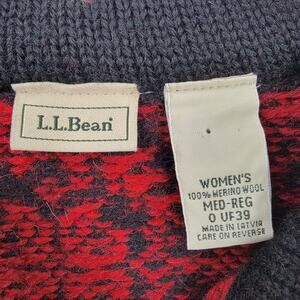 L.L.Bean
WOMEN'S
100% MERINO WOOL
MED-REG
0 UF39
MADE IN LATVIA
CARE ON REVERSE